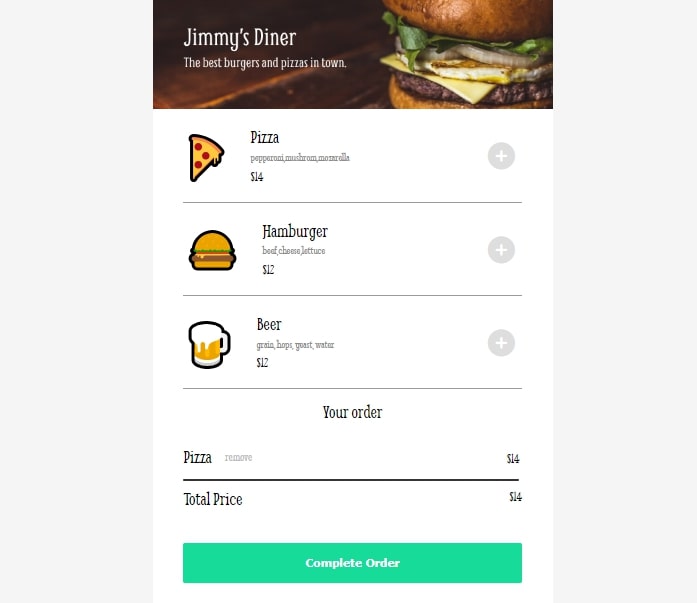 Jimmy's Diner
The best burgers and pizzas in town.
Pizza
pepperoni,mushrom,mozarella
$14
Hamburger
beef,cheese,lettuce
$12
Beer
grain, hops, yeast, water
$12
Your order
Pizza remove $14
Total Price $14
Complete Order